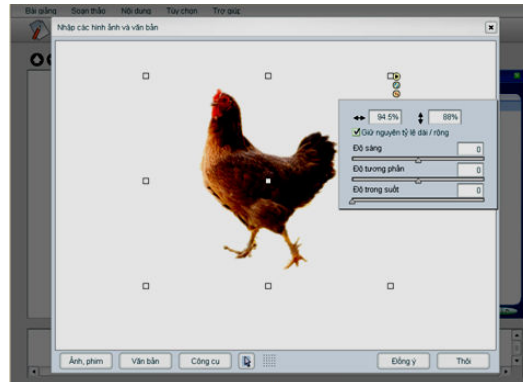 Bài giảng Soạn thảo Nội dung Tùy chọn Trợ giúp
Nhập các hình ảnh và văn bản
94.5% 88%
Giữ nguyên tỷ lệ dài / rộng
Độ sáng 0
Độ tương phản 0
Độ trong suốt 0
Ảnh, phim Văn bản Công cụ Đồng ý Thôi